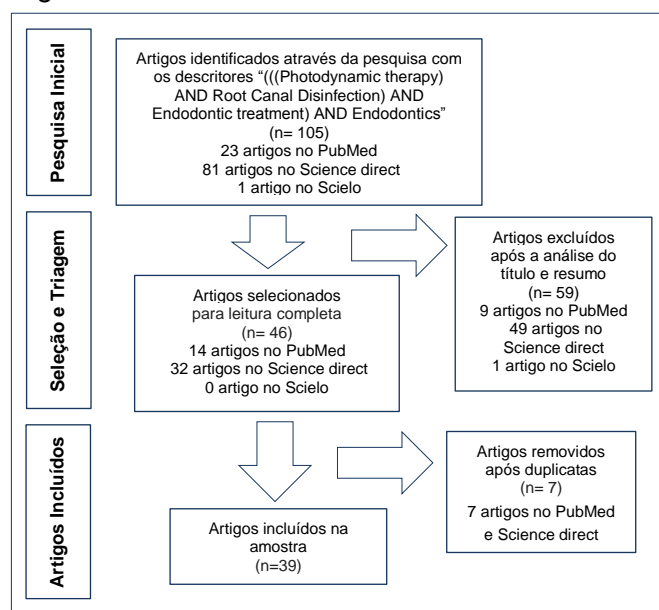 Pesquisa Inicial
Artigos identificados através da pesquisa com
os descritores “(((Photodynamic therapy)
AND Root Canal Disinfection) AND
Endodontic treatment) AND Endodontics”
(n= 105)
23 artigos no PubMed
81 artigos no Science direct
1 artigo no Scielo
Seleção e Triagem
Artigos excluídos
após a análise do
título e resumo
(n= 59)
9 artigos no PubMed
49 artigos no
Science direct
1 artigo no Scielo
Artigos selecionados
para leitura completa
(n= 46)
14 artigos no PubMed
32 artigos no Science direct
0 artigo no Scielo
Artigos Incluídos
Artigos removidos
após duplicatas
(n= 7)
7 artigos no PubMed
e Science direct
Artigos incluídos na
amostra
(n=39)